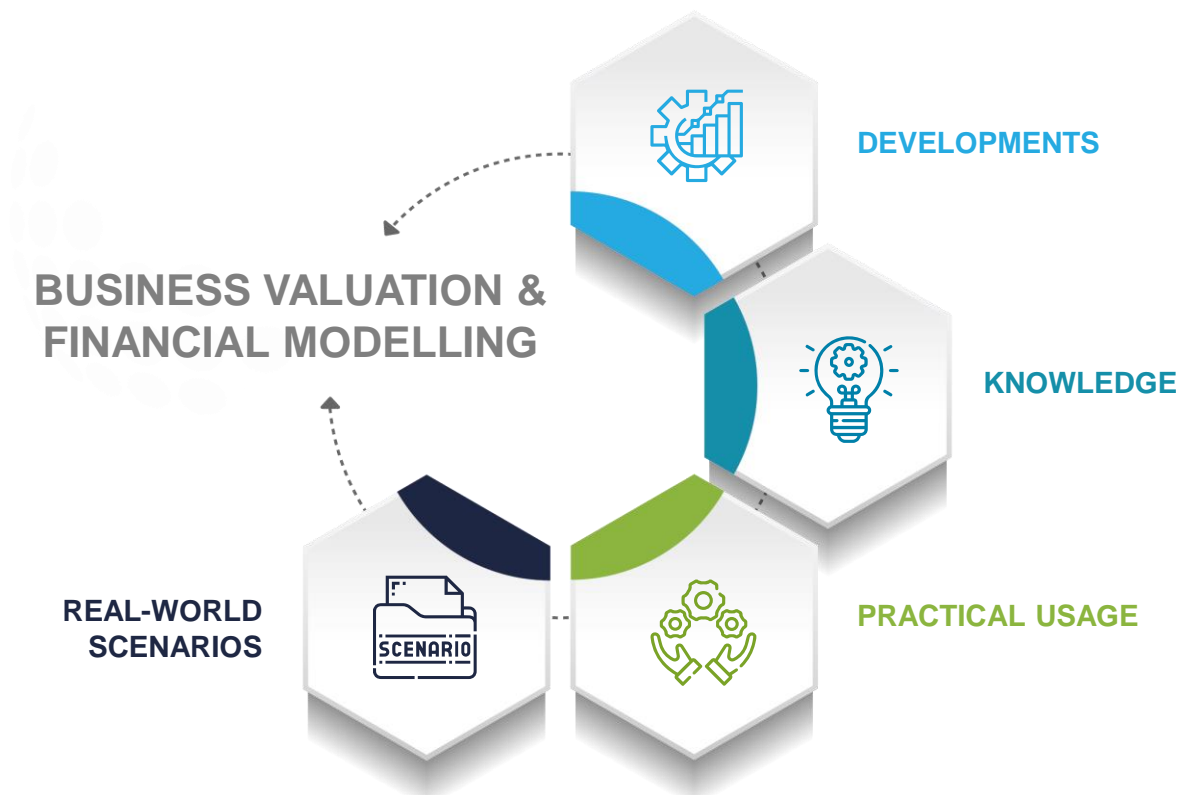 DEVELOPMENTS
BUSINESS VALUATION &
FINANCIAL MODELLING
KNOWLEDGE
REAL-WORLD
SCENARIOS
SCENARIO
PRACTICAL USAGE